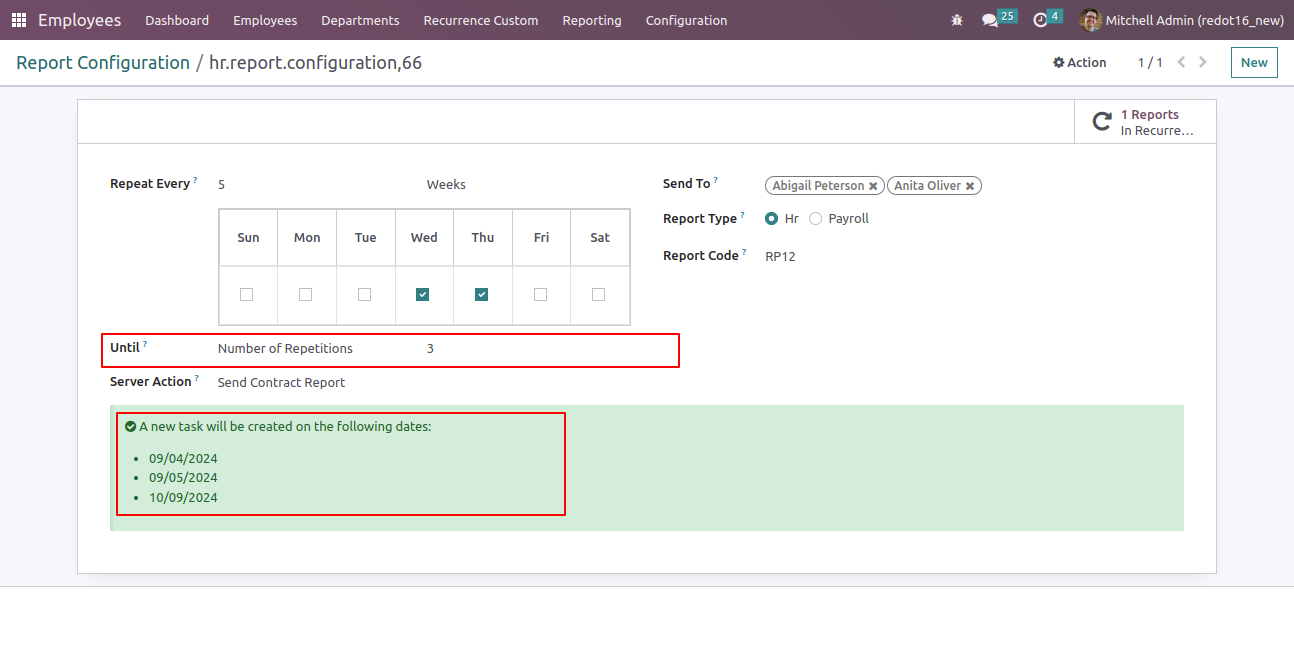 Employees Dashboard Employees Departments Recurrence Custom Reporting Configuration 25 4 Mitchell Admin (redot16_new)
Report Configuration / hr.report.configuration,66 Action 1 / 1 New
1 Reports
In Recurre...
Repeat Every ? 5 Weeks
Sun Mon Tue Wed Thu Fri Sat
Until ? Number of Repetitions 3
Server Action ? Send Contract Report
Send To ? Abigail Peterson ✖ Anita Oliver ✖
Report Type ? Hr Payroll
Report Code ? RP12
A new task will be created on the following dates:
• 09/04/2024
• 09/05/2024
• 10/09/2024